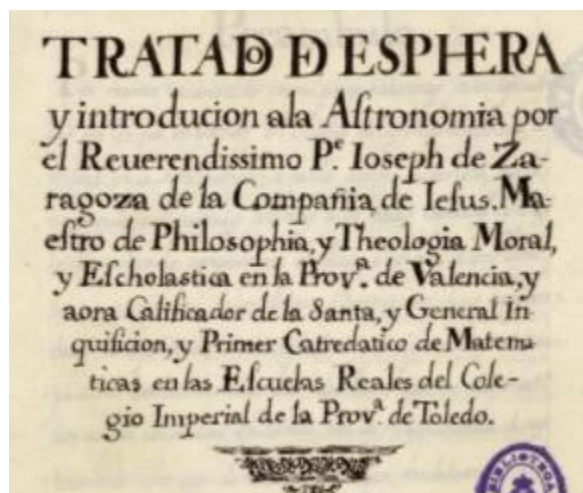 TRATADO DE ESPHERA
y introducion ala Aſtronomia por
el Reuerendissimo P.e Ioseph de Za-
ragoza de la Compañia, de Ieſus. Ma-
eſtro de Philosophia, y Theologia Moral,
y Eſcholastica en la Prov.a de Valencia, y
aora Calificador de la Santa, y General In
quiſicion, y Primer Catredatico de Matema
ticas en las Eſcuelas Reales del Cole-
gio Imperial de la Prov.a de Toledo.
BIBLIOTHCA